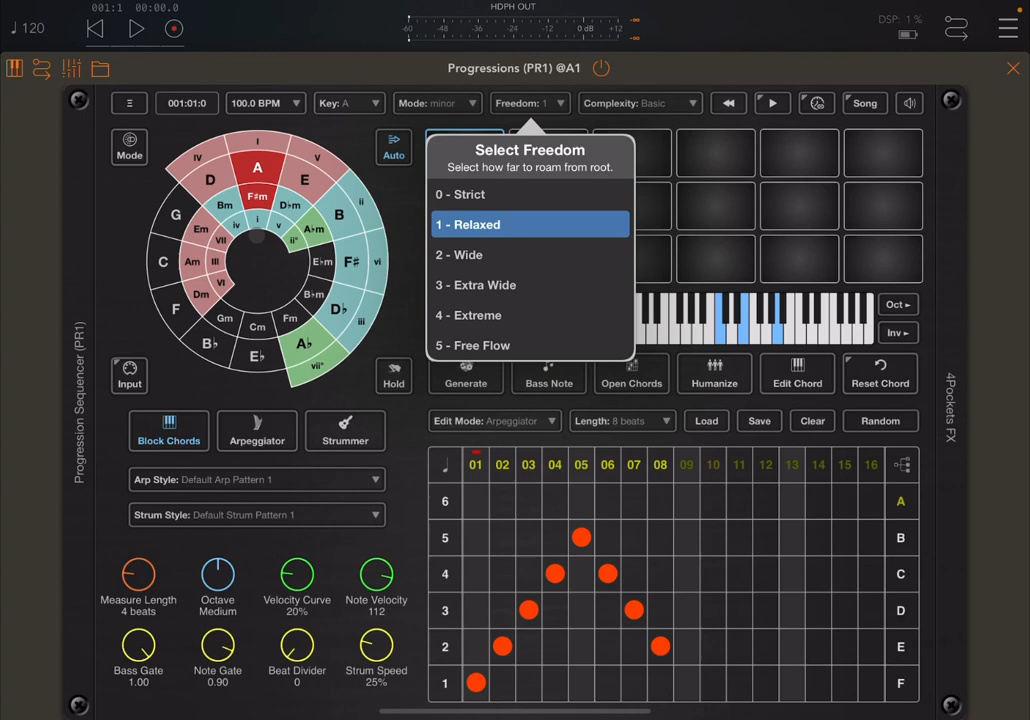 001:1 00:00.0
HDPH OUT
♩ 120
-60 -48 -36 -24 -12 0 dB +12
-∞
-∞
DSP: 1 %
Progressions (PR1) @A1
001:01:0
100.0 BPM
Key: A
Mode: minor
Freedom: 1
Complexity: Basic
Song
Mode
Auto
Select Freedom
Select how far to roam from root.
0 - Strict
1 - Relaxed
2 - Wide
3 - Extra Wide
4 - Extreme
5 - Free Flow
I
IV
V
A
D
E
F♯m
Bm
D♭m
G
B
ii
Em
iv
i
v
A♭m
VII
ii°
C
Am
III
E♭m
F♯
vi
VI
Dm
B♭m
F
Gm
Cm
Fm
D♭
iii
B♭
E♭
A♭
vii°
Oct ▸
Inv ▸
Input
Hold
Generate
Bass Note
Open Chords
Humanize
Edit Chord
Reset Chord
Block Chords
Arpeggiator
Strummer
Edit Mode: Arpeggiator
Length: 8 beats
Load
Save
Clear
Random
Arp Style: Default Arp Pattern 1
Strum Style: Default Strum Pattern 1
01 02 03 04 05 06 07 08 09 10 11 12 13 14 15 16
6 A
5 B
4 C
3 D
2 E
1 F
Measure Length
4 beats
Octave
Medium
Velocity Curve
20%
Note Velocity
112
Bass Gate
1.00
Note Gate
0.90
Beat Divider
0
Strum Speed
25%
Progression Sequencer (PR1)
4Pockets FX